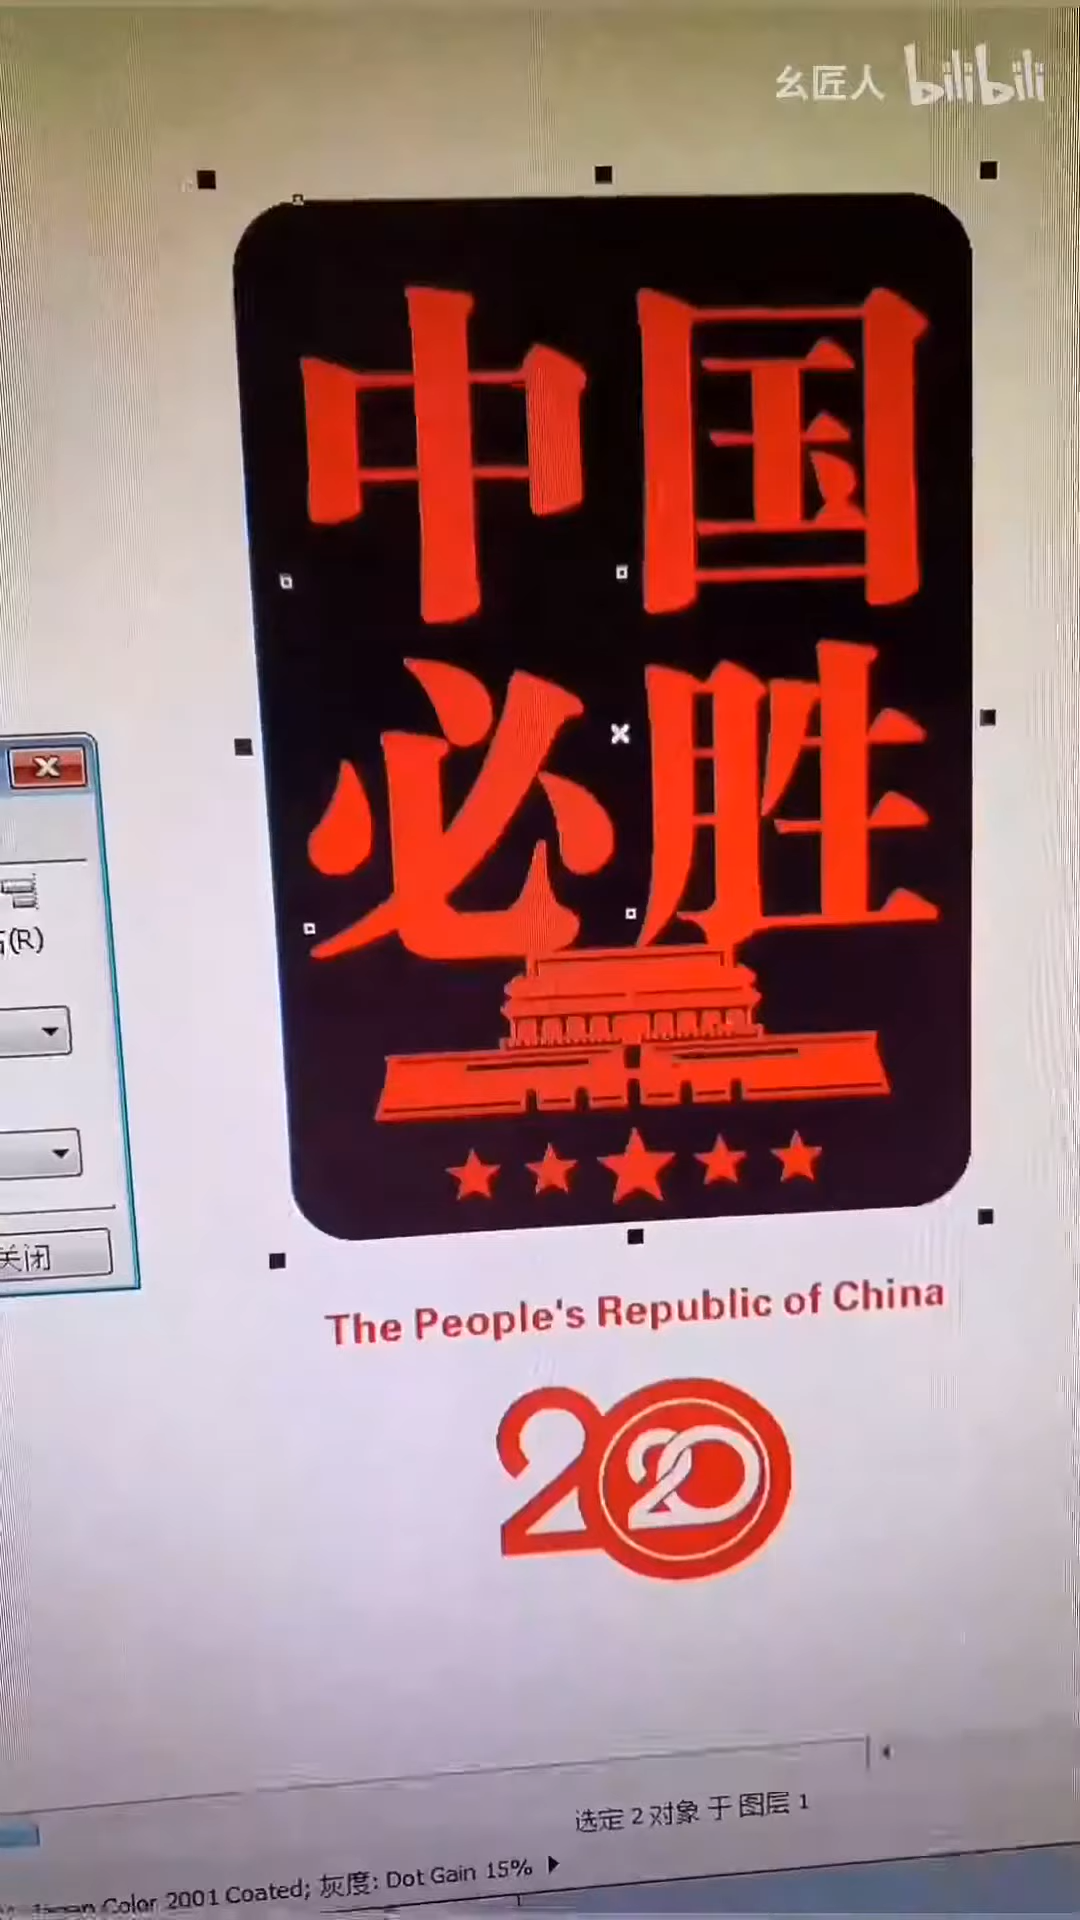 幺匠人 bilibili
中国
必胜
(R)
关闭
The People's Republic of China
2020
选定 2 对象 于 图层 1
Japan Color 2001 Coated; 灰度: Dot Gain 15%